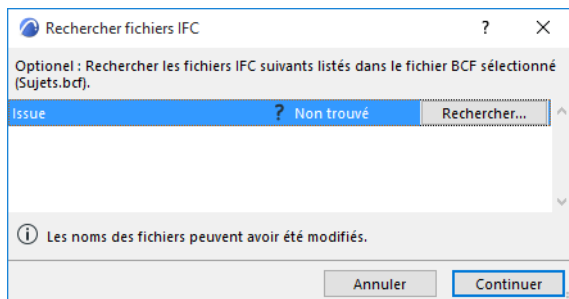 Rechercher fichiers IFC
Optionel : Rechercher les fichiers IFC suivants listés dans le fichier BCF sélectionné
(Sujets.bcf).
Issue ? Non trouvé Rechercher...
Les noms des fichiers peuvent avoir été modifiés.
Annuler Continuer